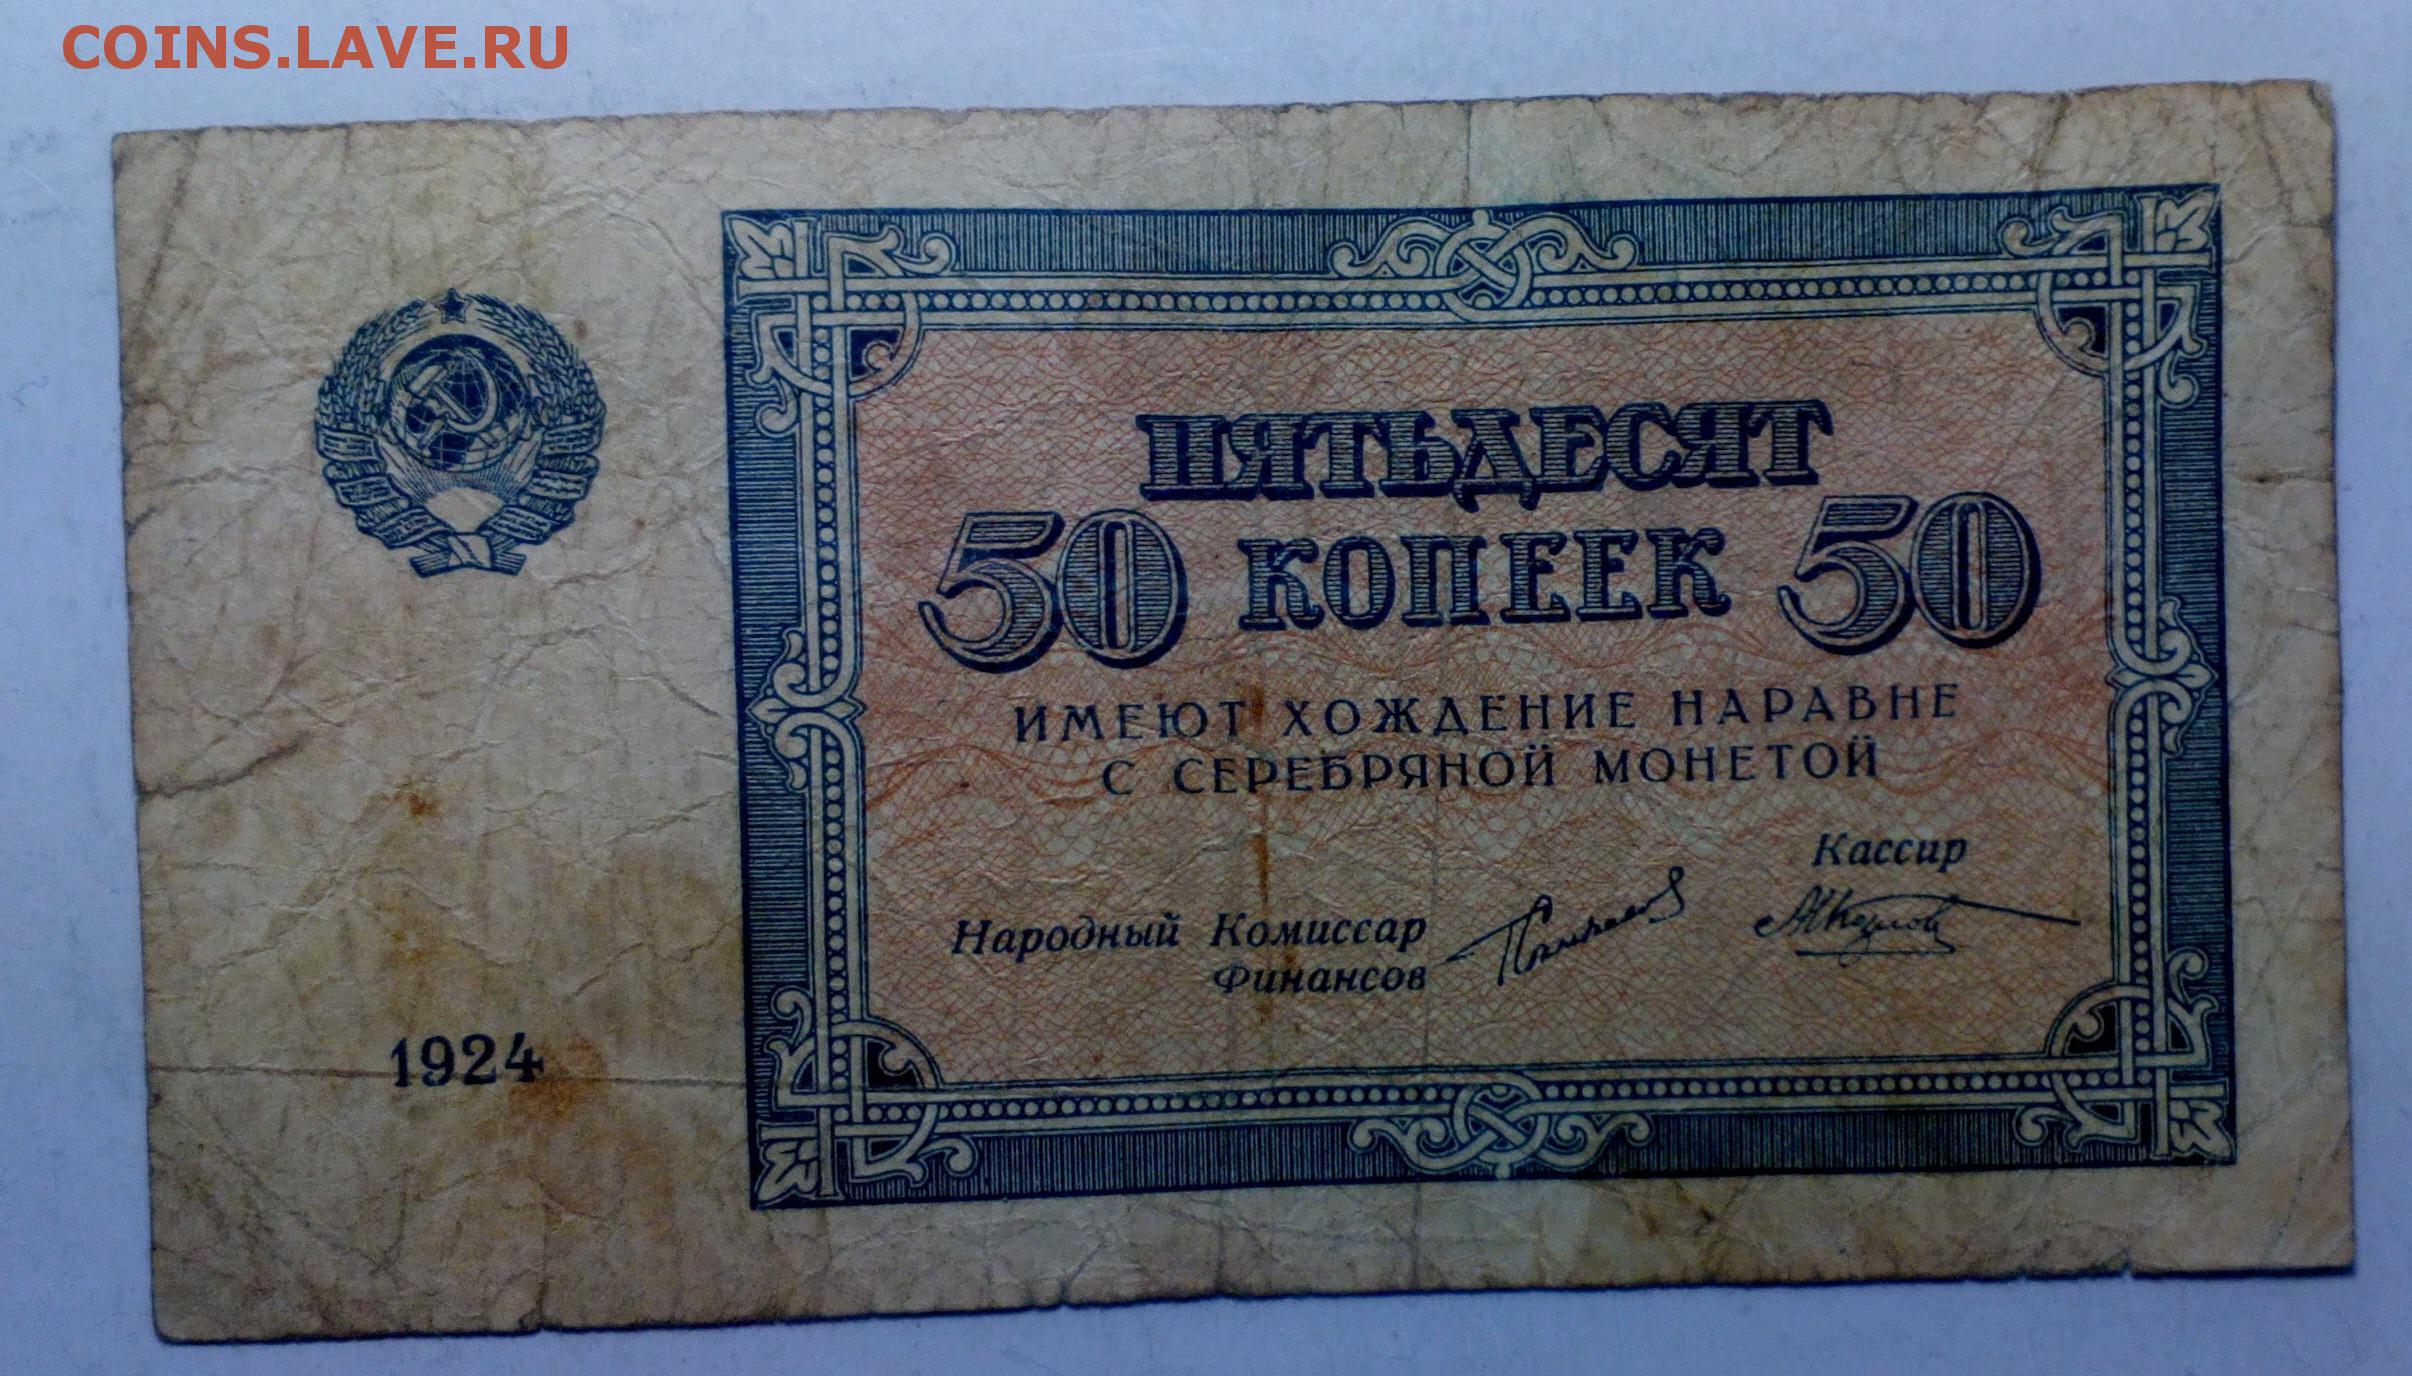 COINS.LAVE.RU
ПЯТЬДЕСЯТ
50 КОПЕЕК 50
ИМЕЮТ ХОЖДЕНИЕ НАРАВНЕ
С СЕРЕБРЯНОЙ МОНЕТОЙ
Кассир
Народный Комиссар
Финансов
1924